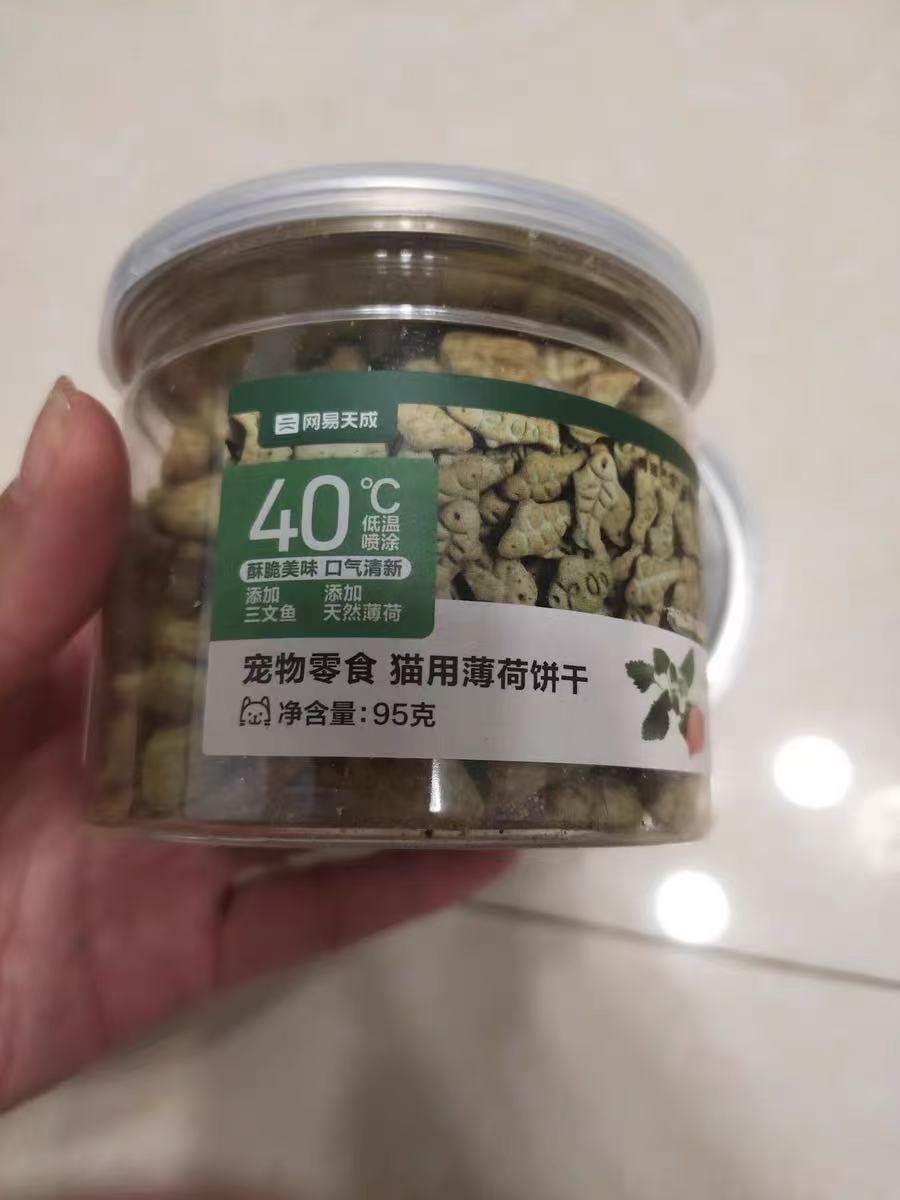 网易天成
40℃
低温
喷涂
酥脆美味 口气清新
添加 添加
三文鱼 天然薄荷
宠物零食 猫用薄荷饼干
净含量:95克